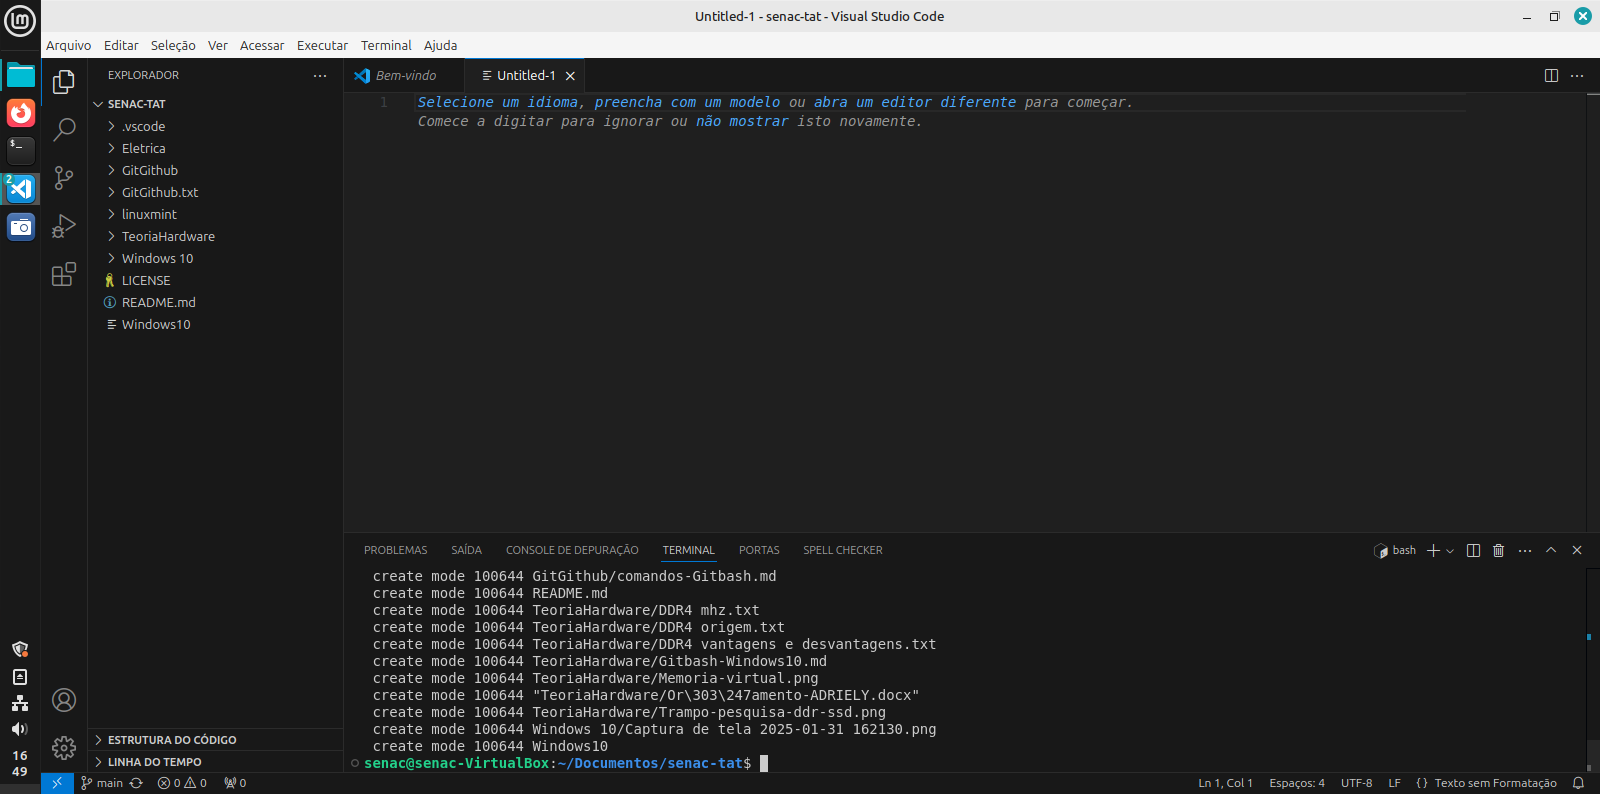 Untitled-1 - senac-tat - Visual Studio Code
Arquivo Editar Seleção Ver Acessar Executar Terminal Ajuda
EXPLORADOR
SENAC-TAT
.vscode
Eletrica
GitGithub
GitGithub.txt
linuxmint
TeoriaHardware
Windows 10
LICENSE
README.md
Windows10
ESTRUTURA DO CÓDIGO
LINHA DO TEMPO
Bem-vindo
Untitled-1
1
Selecione um idioma, preencha com um modelo ou abra um editor diferente para começar.
Comece a digitar para ignorar ou não mostrar isto novamente.
PROBLEMAS SAÍDA CONSOLE DE DEPURAÇÃO TERMINAL PORTAS SPELL CHECKER
bash
create mode 100644 GitGithub/comandos-Gitbash.md
create mode 100644 README.md
create mode 100644 TeoriaHardware/DDR4 mhz.txt
create mode 100644 TeoriaHardware/DDR4 origem.txt
create mode 100644 TeoriaHardware/DDR4 vantagens e desvantagens.txt
create mode 100644 TeoriaHardware/Gitbash-Windows10.md
create mode 100644 TeoriaHardware/Memoria-virtual.png
create mode 100644 "TeoriaHardware/Or\303\247amento-ADRIELY.docx"
create mode 100644 TeoriaHardware/Trampo-pesquisa-ddr-ssd.png
create mode 100644 Windows 10/Captura de tela 2025-01-31 162130.png
create mode 100644 Windows10
senac@senac-VirtualBox:~/Documentos/senac-tat$
main 0 0 0
Ln 1, Col 1 Espaços: 4 UTF-8 LF {} Texto sem Formatação
lm
$_
2
16
49